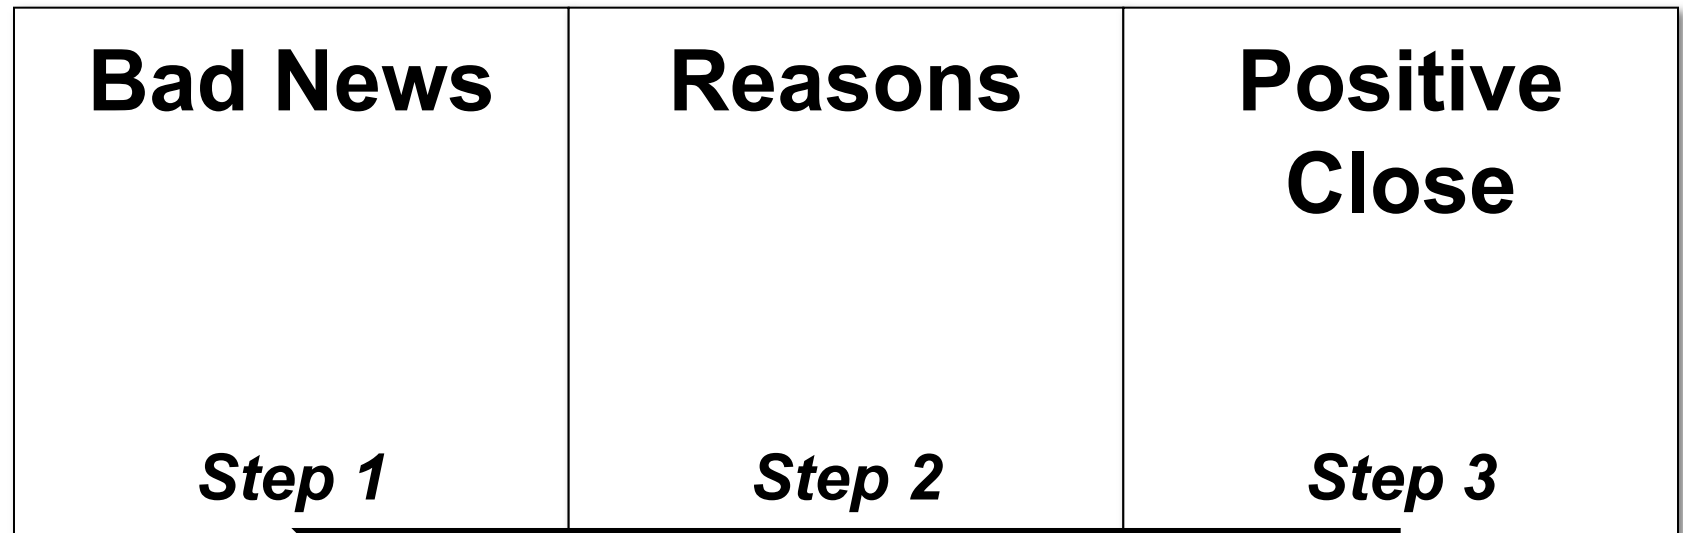 Bad News
Reasons
Positive
Close
Step 1
Step 2
Step 3